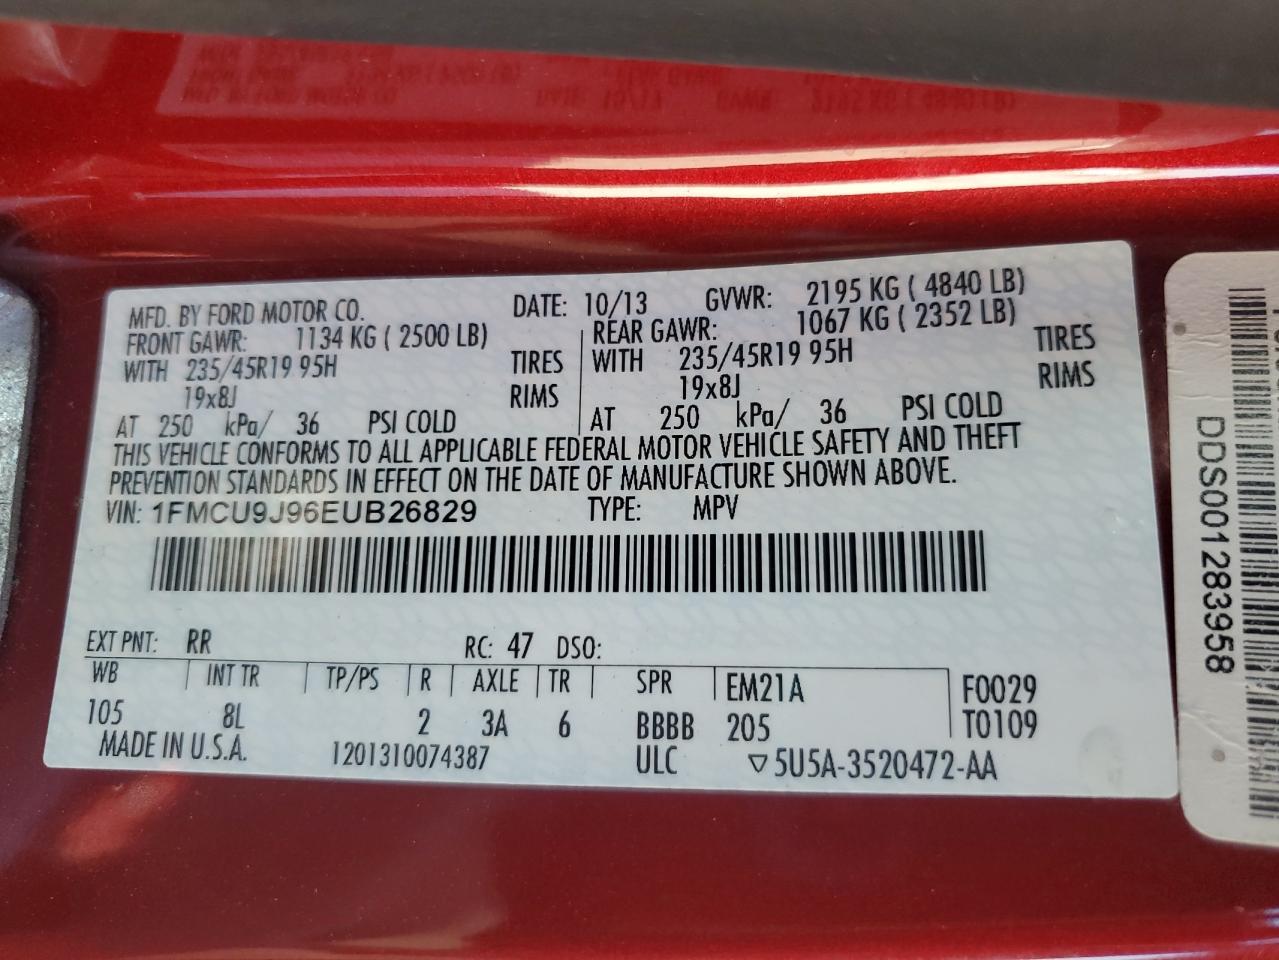 MFD. BY FORD MOTOR CO. DATE: 10/13 GVWR: 2195 KG ( 4840 LB)
FRONT GAWR: 1134 KG ( 2500 LB) REAR GAWR: 1067 KG ( 2352 LB)
WITH 235/45R19 95H TIRES WITH 235/45R19 95H TIRES
19x8J RIMS 19x8J RIMS
AT 250 kPa/ 36 PSI COLD AT 250 kPa/ 36 PSI COLD
THIS VEHICLE CONFORMS TO ALL APPLICABLE FEDERAL MOTOR VEHICLE SAFETY AND THEFT
PREVENTION STANDARDS IN EFFECT ON THE DATE OF MANUFACTURE SHOWN ABOVE.
VIN: 1FMCU9J96EUB26829 TYPE: MPV
EXT PNT: RR RC: 47 DSO:
WB INT TR TP/PS R AXLE TR SPR EM21A F0029
105 8L 2 3A 6 BBBB 205 T0109
MADE IN U.S.A. 1201310074387 ULC ▽5U5A-3520472-AA
DDS001283958